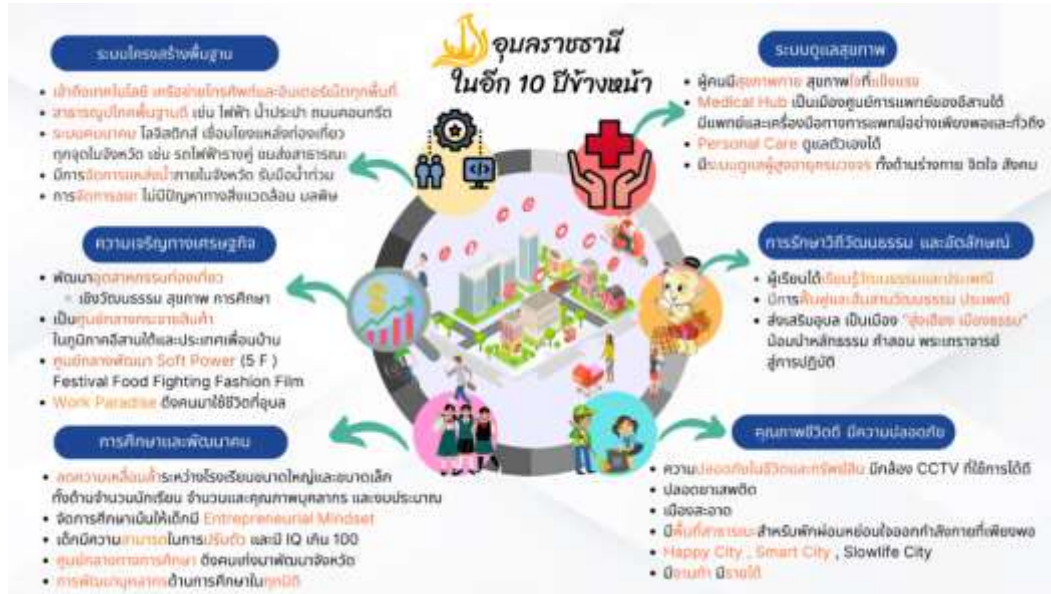 อุบลราชธานี
ในอีก 10 ปีข้างหน้า
ระบบโครงสร้างพื้นฐาน
• เข้าถึงเทคโนโลยี เครือข่ายโทรศัพท์และอินเตอร์เน็ตทุกพื้นที่
• สาธารณูปโภคพื้นฐานดี เช่น ไฟฟ้า น้ำประปา ถนนคอนกรีต
• ระบบคมนาคม โลจิสติกส์ เชื่อมโยงแหล่งท่องเที่ยว
ทุกจุดในจังหวัด เช่น รถไฟฟ้ารางคู่ ขนส่งสาธารณะ
• มีการจัดการแหล่งน้ำภายในจังหวัด รับมือน้ำท่วม
• การจัดการขยะ ไม่มีปัญหาทางสิ่งแวดล้อม มลพิษ
ความเจริญทางเศรษฐกิจ
• พัฒนาอุตสาหกรรมท่องเที่ยว
เชิงวัฒนธรรม สุขภาพ การศึกษา
• เป็นศูนย์กลางกระจายสินค้า
ในภูมิภาคอีสานใต้และประเทศเพื่อนบ้าน
• ศูนย์กลางพัฒนา Soft Power (5 F )
Festival Food Fighting Fashion Film
• Work Paradise ดึงคนมาใช้ชีวิตที่อุบล
การศึกษาและพัฒนาคน
• ลดความเหลื่อมล้ำระหว่างโรงเรียนขนาดใหญ่และขนาดเล็ก
ทั้งด้านจำนวนนักเรียน จำนวนและคุณภาพบุคลากร และงบประมาณ
• จัดการศึกษาเน้นให้เด็กมี Entrepreneurial Mindset
• เด็กมีความสามารถในการปรับตัว และมี IQ เกิน 100
• ศูนย์กลางทางการศึกษา ดึงคนเก่งมาพัฒนาจังหวัด
• การพัฒนาบุคลากรด้านการศึกษาในทุกมิติ
ระบบดูแลสุขภาพ
• ผู้คนมีสุขภาพกาย สุขภาพใจที่แข็งแรง
• Medical Hub เป็นเมืองศูนย์การแพทย์ของอีสานใต้
มีแพทย์และเครื่องมือทางการแพทย์อย่างเพียงพอและทั่วถึง
• Personal Care ดูแลตัวเองได้
• มีระบบดูแลผู้สูงอายุครบวงจร ทั้งด้านร่างกาย จิตใจ สังคม
การรักษาวิถีวัฒนธรรม และอัตลักษณ์
• ผู้เรียนได้เรียนรู้วัฒนธรรมและประเพณี
• มีการฟื้นฟูและสืบสานวัฒนธรรม ประเพณี
• ส่งเสริมอุบล เป็นเมือง "ฮุ่งเฮือง เมืองธรรม"
น้อมนำหลักธรรม คำสอน พระเถราจารย์
สู่การปฏิบัติ
คุณภาพชีวิตดี มีความปลอดภัย
• ความปลอดภัยในชีวิตและทรัพย์สิน มีกล้อง CCTV ที่ใช้การได้ดี
• ปลอดยาเสพติด
• เมืองสะอาด
• มีพื้นที่สาธารณะสำหรับพักผ่อนหย่อนใจออกกำลังกายที่เพียงพอ
• Happy City , Smart City , Slowlife City
• มีงานทำ มีรายได้